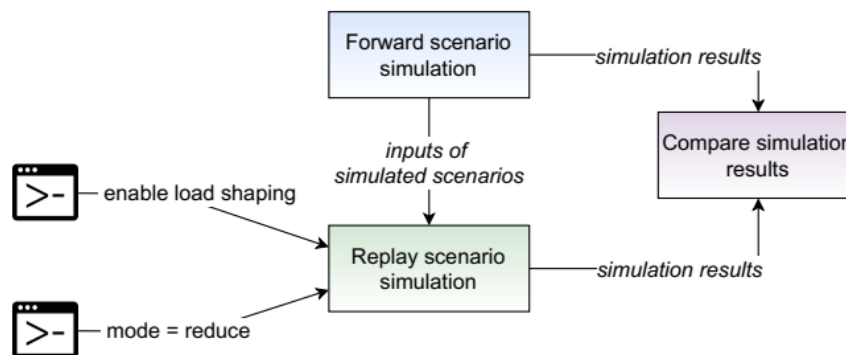 Forward scenario
simulation
simulation results
Compare simulation
results
inputs of
simulated scenarios
enable load shaping
Replay scenario
simulation
simulation results
mode = reduce